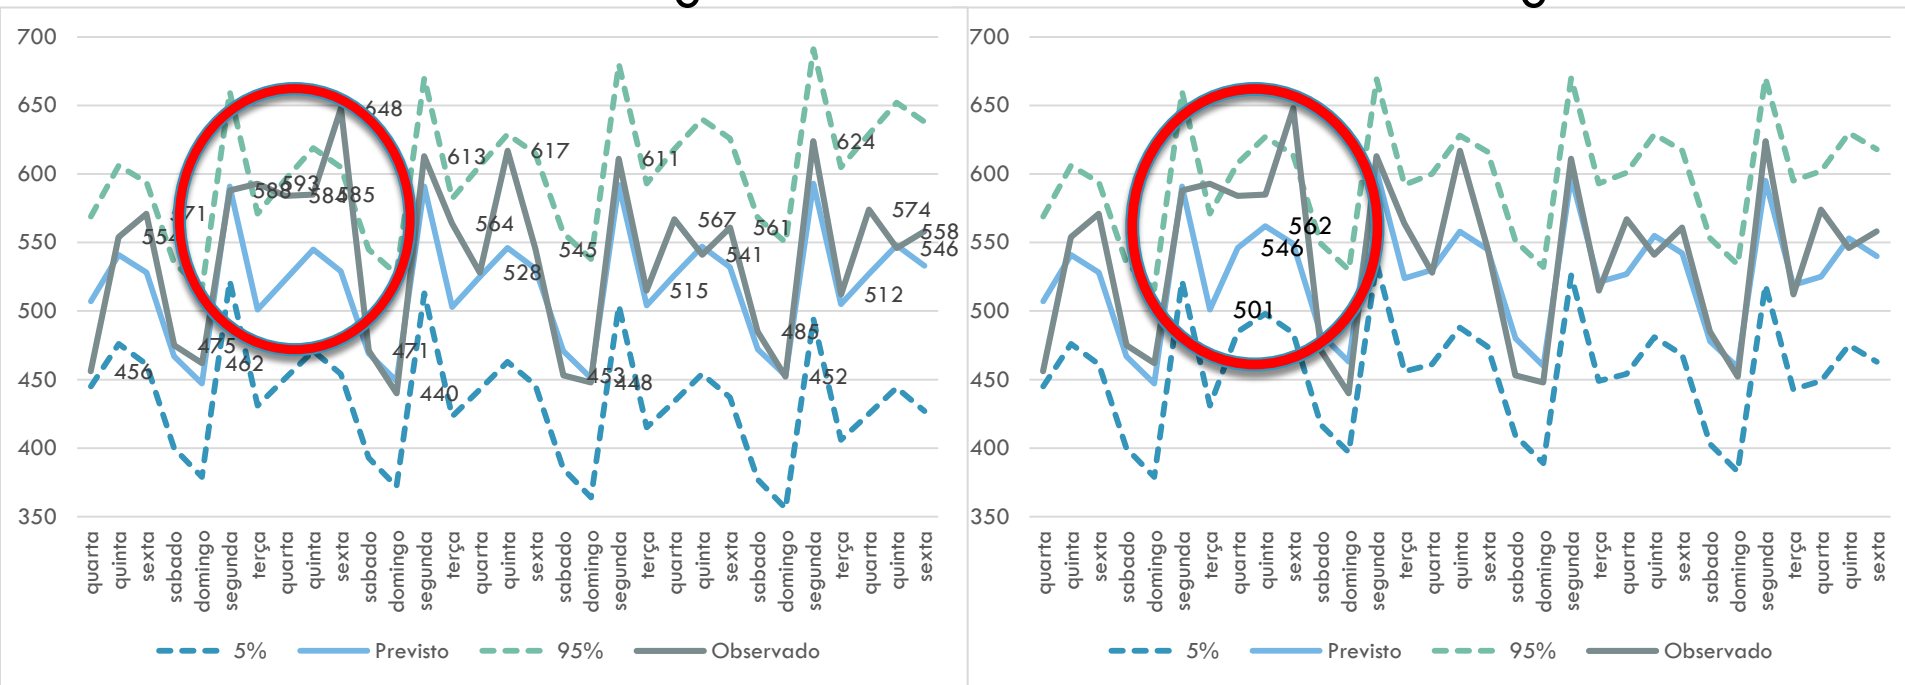 700
650
600
550
500
450
400
350
456
554
571
475
462
588
593
584
585
648
471
440
613
564
528
617
545
453
448
611
515
567
541
561
485
452
624
512
574
546
558
quarta
quinta
sexta
sabado
domingo
segunda
terça
quarta
quinta
sexta
sabado
domingo
segunda
terça
quarta
quinta
sexta
sabado
domingo
segunda
terça
quarta
quinta
sexta
sabado
domingo
segunda
terça
quarta
quinta
sexta
5% Previsto 95% Observado
700
650
600
550
500
450
400
350
501
546
562
quarta
quinta
sexta
sabado
domingo
segunda
terça
quarta
quinta
sexta
sabado
domingo
segunda
terça
quarta
quinta
sexta
sabado
domingo
segunda
terça
quarta
quinta
sexta
sabado
domingo
segunda
terça
quarta
quinta
sexta
5% Previsto 95% Observado